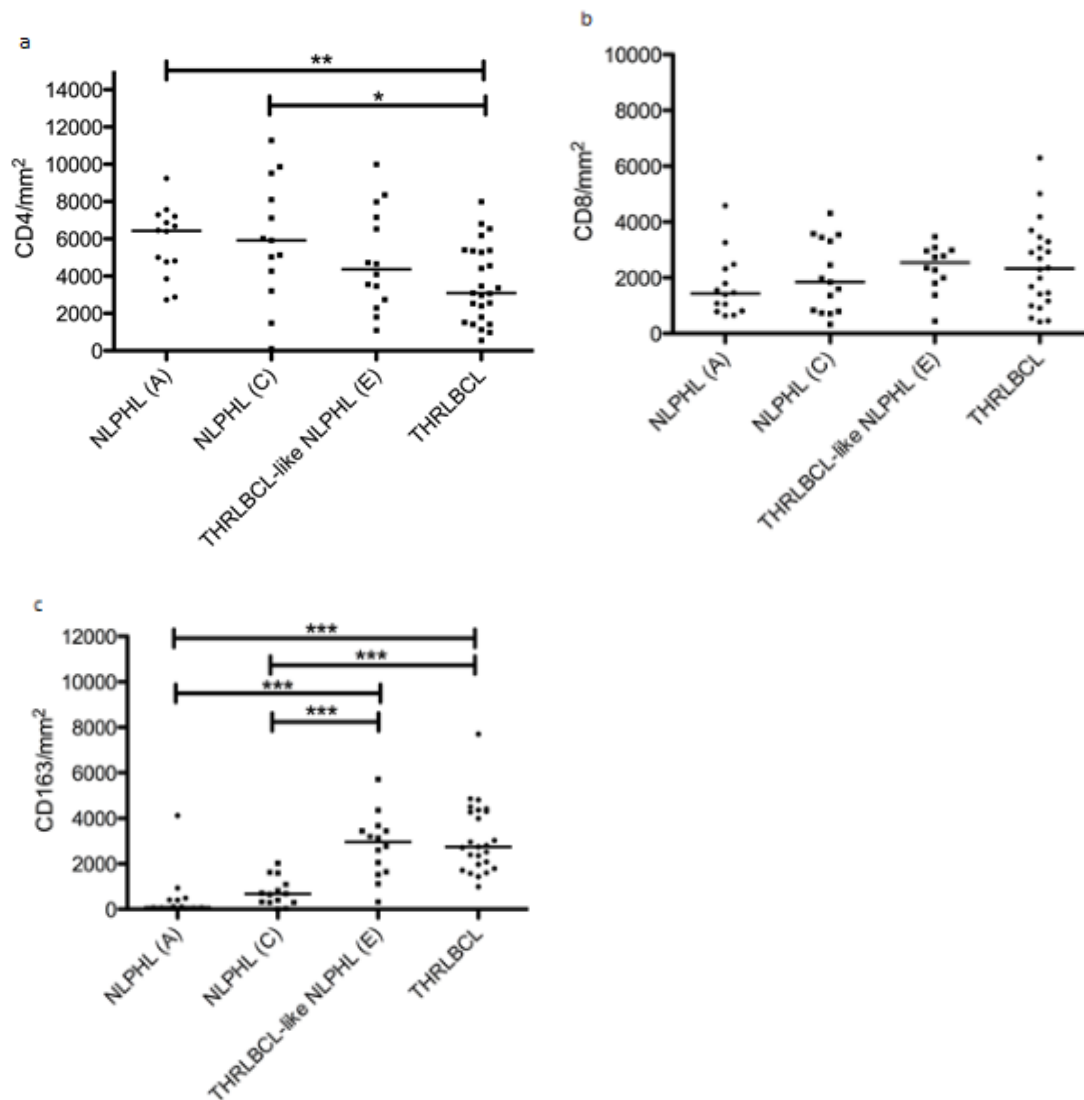 a
**
*
14000
12000
10000
8000
6000
4000
2000
0
CD4/mm²
NLPHL (A)
NLPHL (C)
THRLBCL-like NLPHL (E)
THRLBCL
b
10000
8000
6000
4000
2000
0
CD8/mm²
NLPHL (A)
NLPHL (C)
THRLBCL-like NLPHL (E)
THRLBCL
c
***
***
***
***
12000
10000
8000
6000
4000
2000
0
CD163/mm²
NLPHL (A)
NLPHL (C)
THRLBCL-like NLPHL (E)
THRLBCL